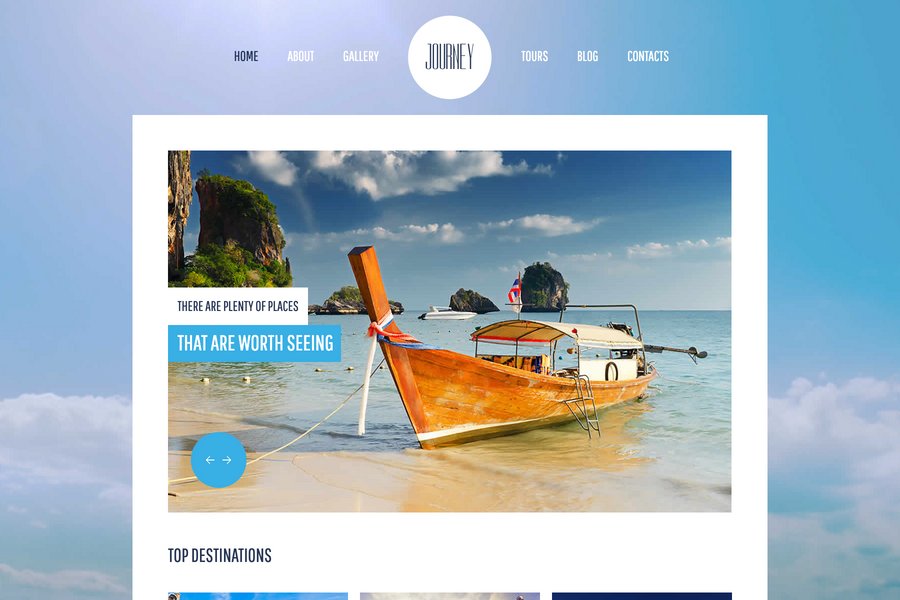 HOME ABOUT GALLERY JOURNEY TOURS BLOG CONTACTS
THERE ARE PLENTY OF PLACES
THAT ARE WORTH SEEING
TOP DESTINATIONS